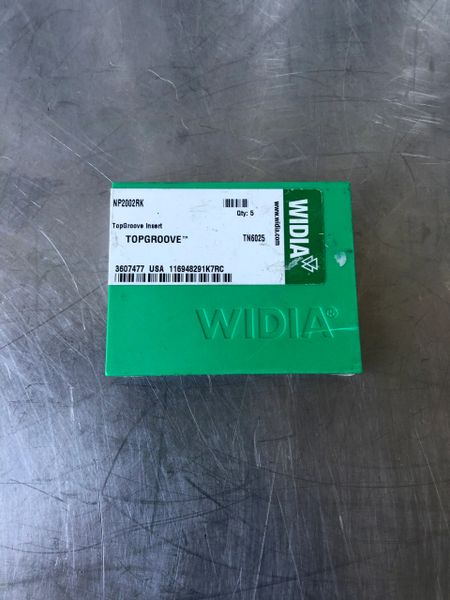 NP2002RK
Qty: 5
TopGroove Insert
TOPGROOVE™
TN6025
3607477 USA 116948291K7RC
WIDIA
www.widia.com
WIDIA®